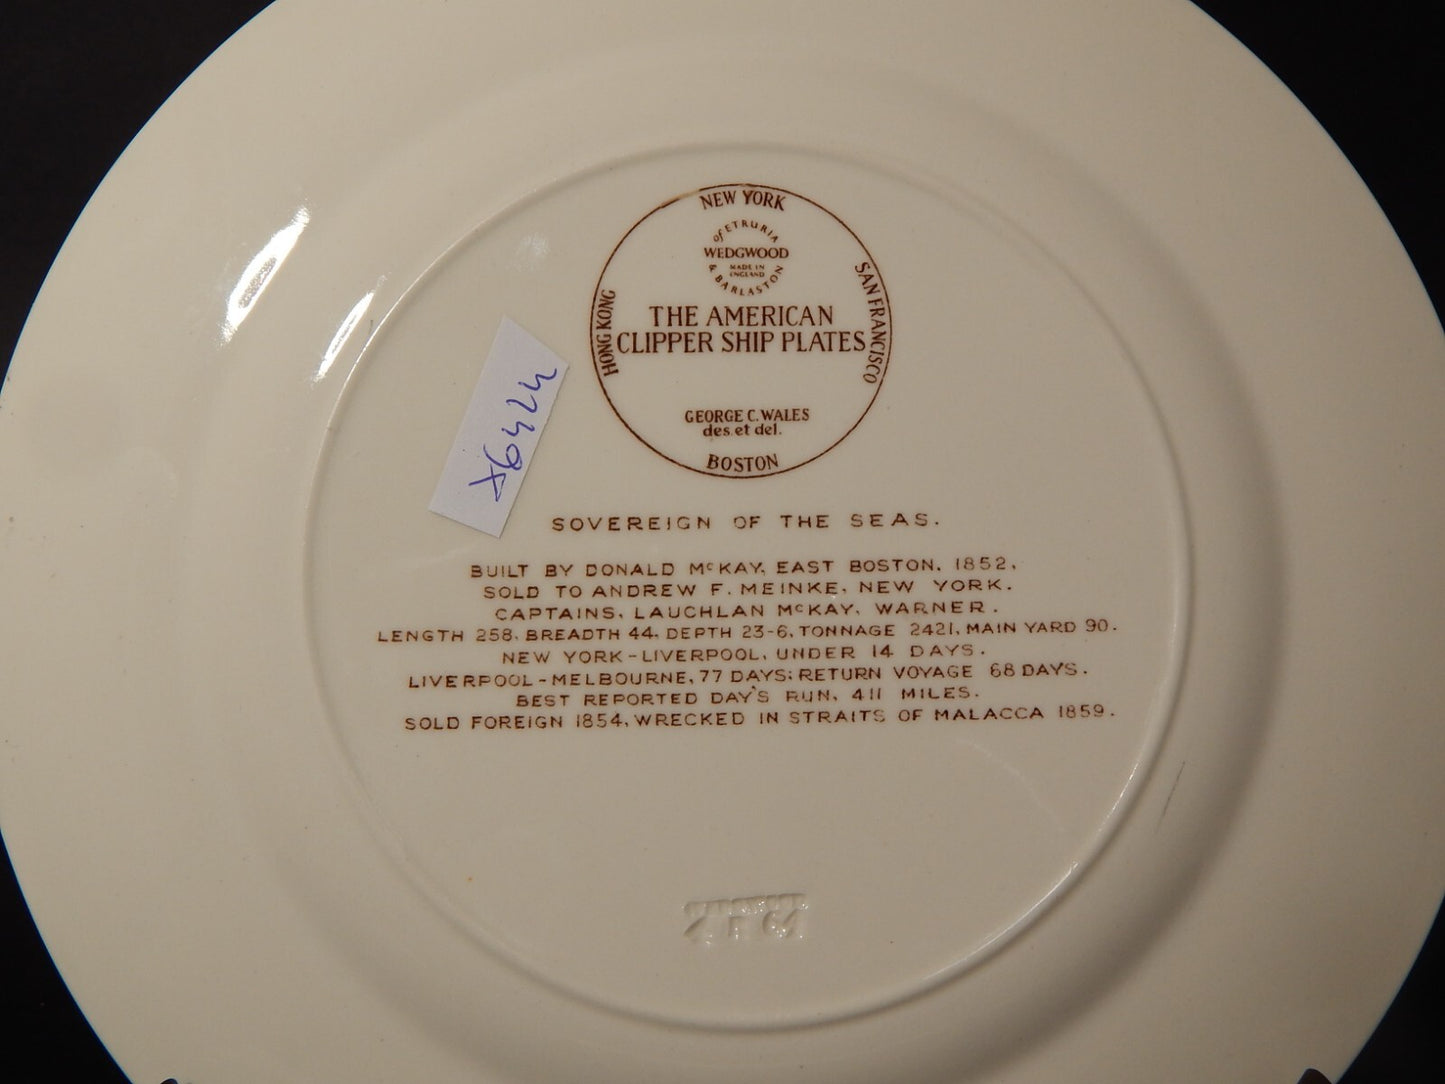 NEW YORK
of ETRURIA
WEDGWOOD
MADE IN
ENGLAND
& BARLASTON
HONG KONG
SAN FRANCISCO
THE AMERICAN
CLIPPER SHIP PLATES
GEORGE C. WALES
des. et del.
BOSTON
X6424
SOVEREIGN OF THE SEAS.
BUILT BY DONALD McKAY, EAST BOSTON, 1852.
SOLD TO ANDREW F. MEINKE, NEW YORK.
CAPTAINS, LAUCHLAN McKAY, WARNER.
LENGTH 258, BREADTH 44, DEPTH 23-6, TONNAGE 2421, MAIN YARD 90.
NEW YORK-LIVERPOOL, UNDER 14 DAYS.
LIVERPOOL-MELBOURNE, 77 DAYS; RETURN VOYAGE 68 DAYS.
BEST REPORTED DAY'S RUN, 411 MILES.
SOLD FOREIGN 1854, WRECKED IN STRAITS OF MALACCA 1859.